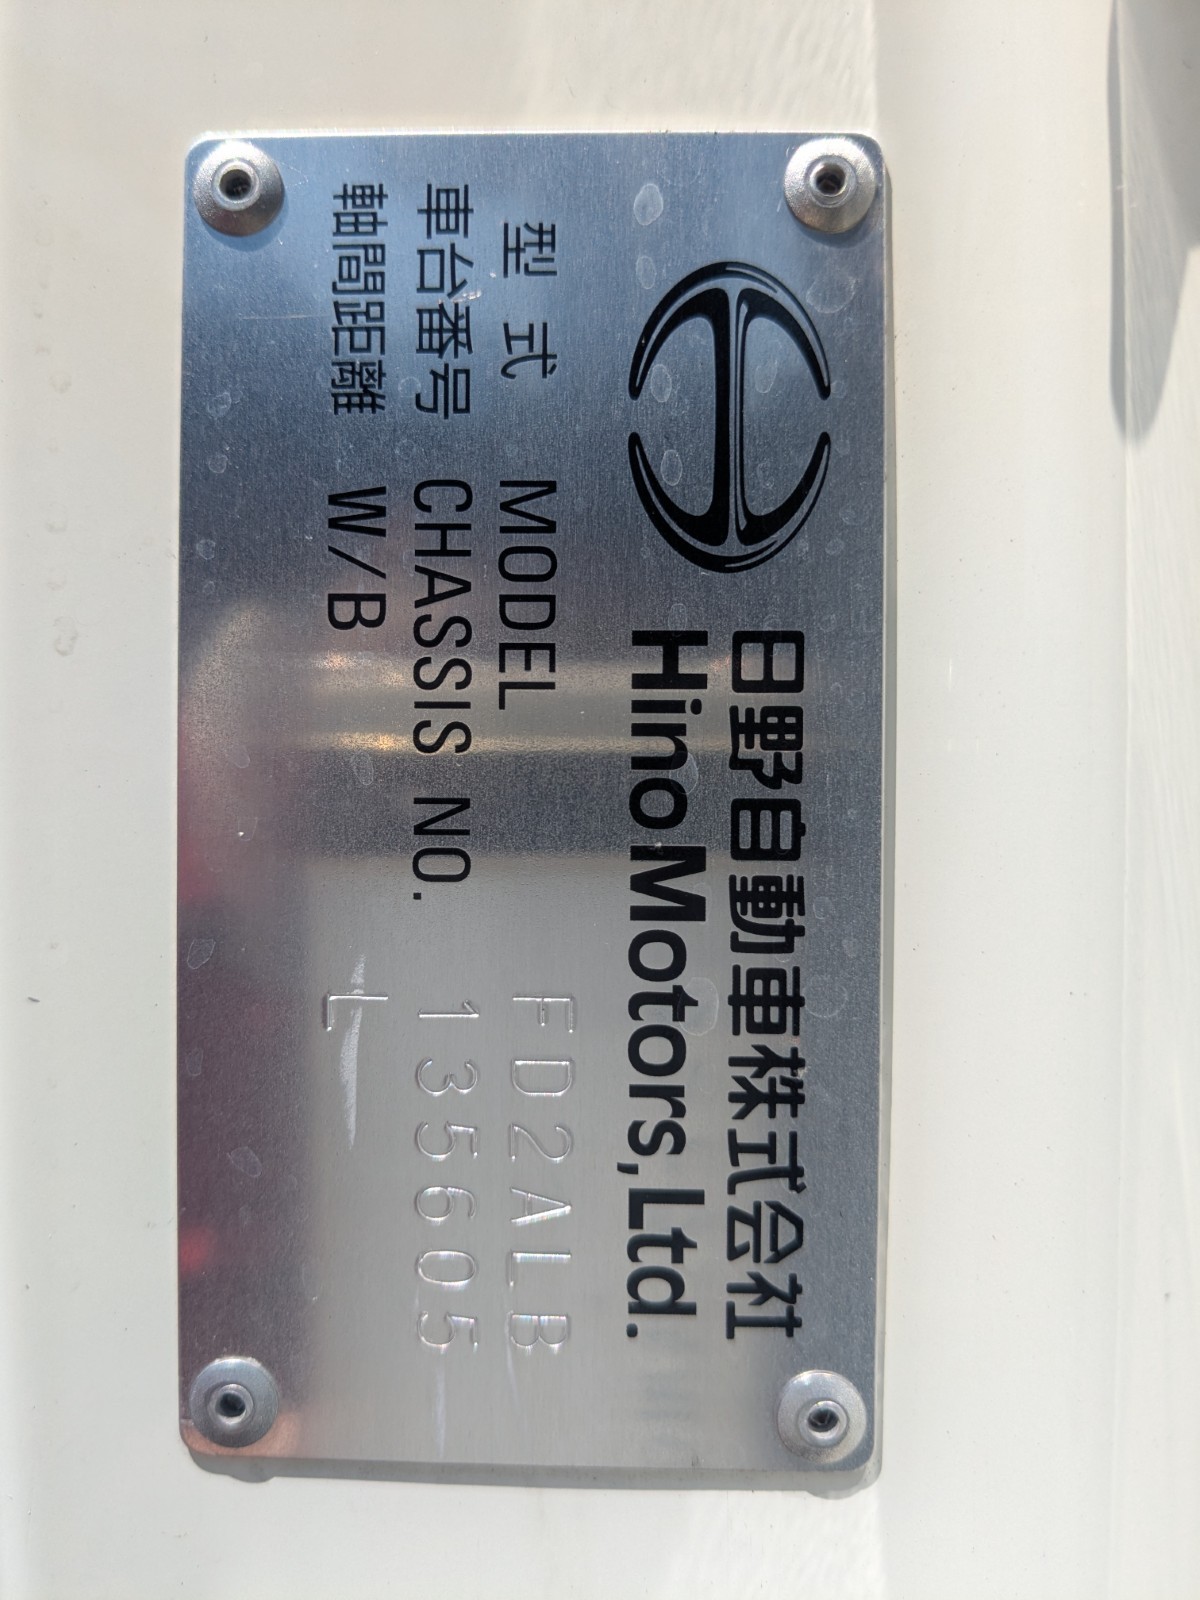 日野自動車株式会社
Hino Motors, Ltd.
型式 MODEL FD2ALB
車台番号 CHASSIS NO. 135605
軸間距離 W/B L